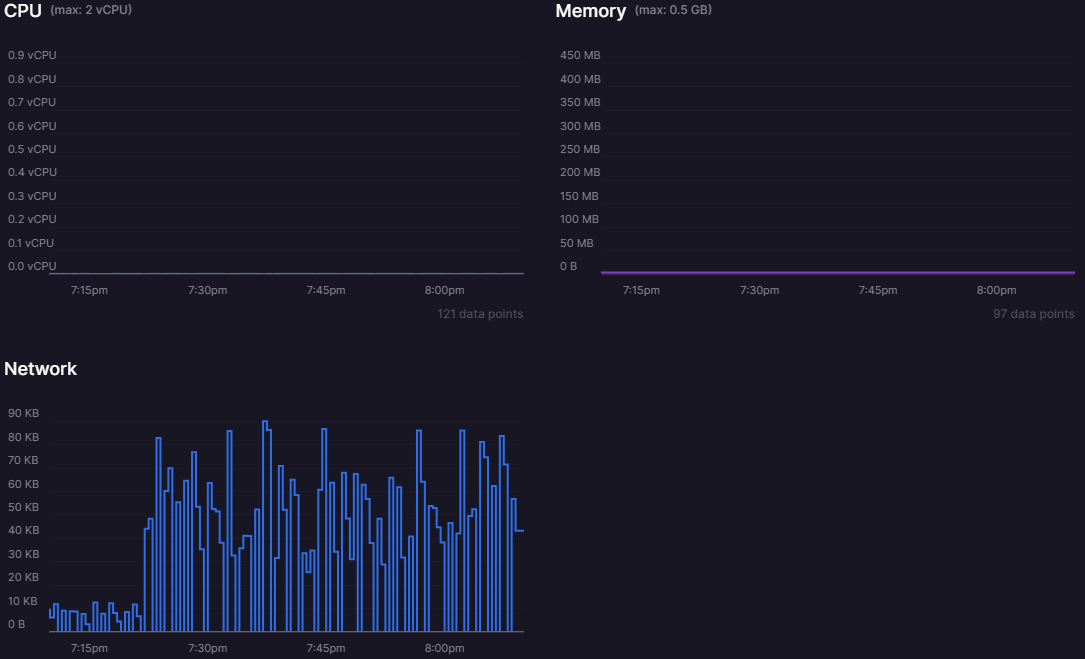 CPU (max: 2 vCPU)
0.9 vCPU
0.8 vCPU
0.7 vCPU
0.6 vCPU
0.5 vCPU
0.4 vCPU
0.3 vCPU
0.2 vCPU
0.1 vCPU
0.0 vCPU
7:15pm 7:30pm 7:45pm 8:00pm
121 data points
Memory (max: 0.5 GB)
450 MB
400 MB
350 MB
300 MB
250 MB
200 MB
150 MB
100 MB
50 MB
0 B
7:15pm 7:30pm 7:45pm 8:00pm
97 data points
Network
90 KB
80 KB
70 KB
60 KB
50 KB
40 KB
30 KB
20 KB
10 KB
0 B
7:15pm 7:30pm 7:45pm 8:00pm